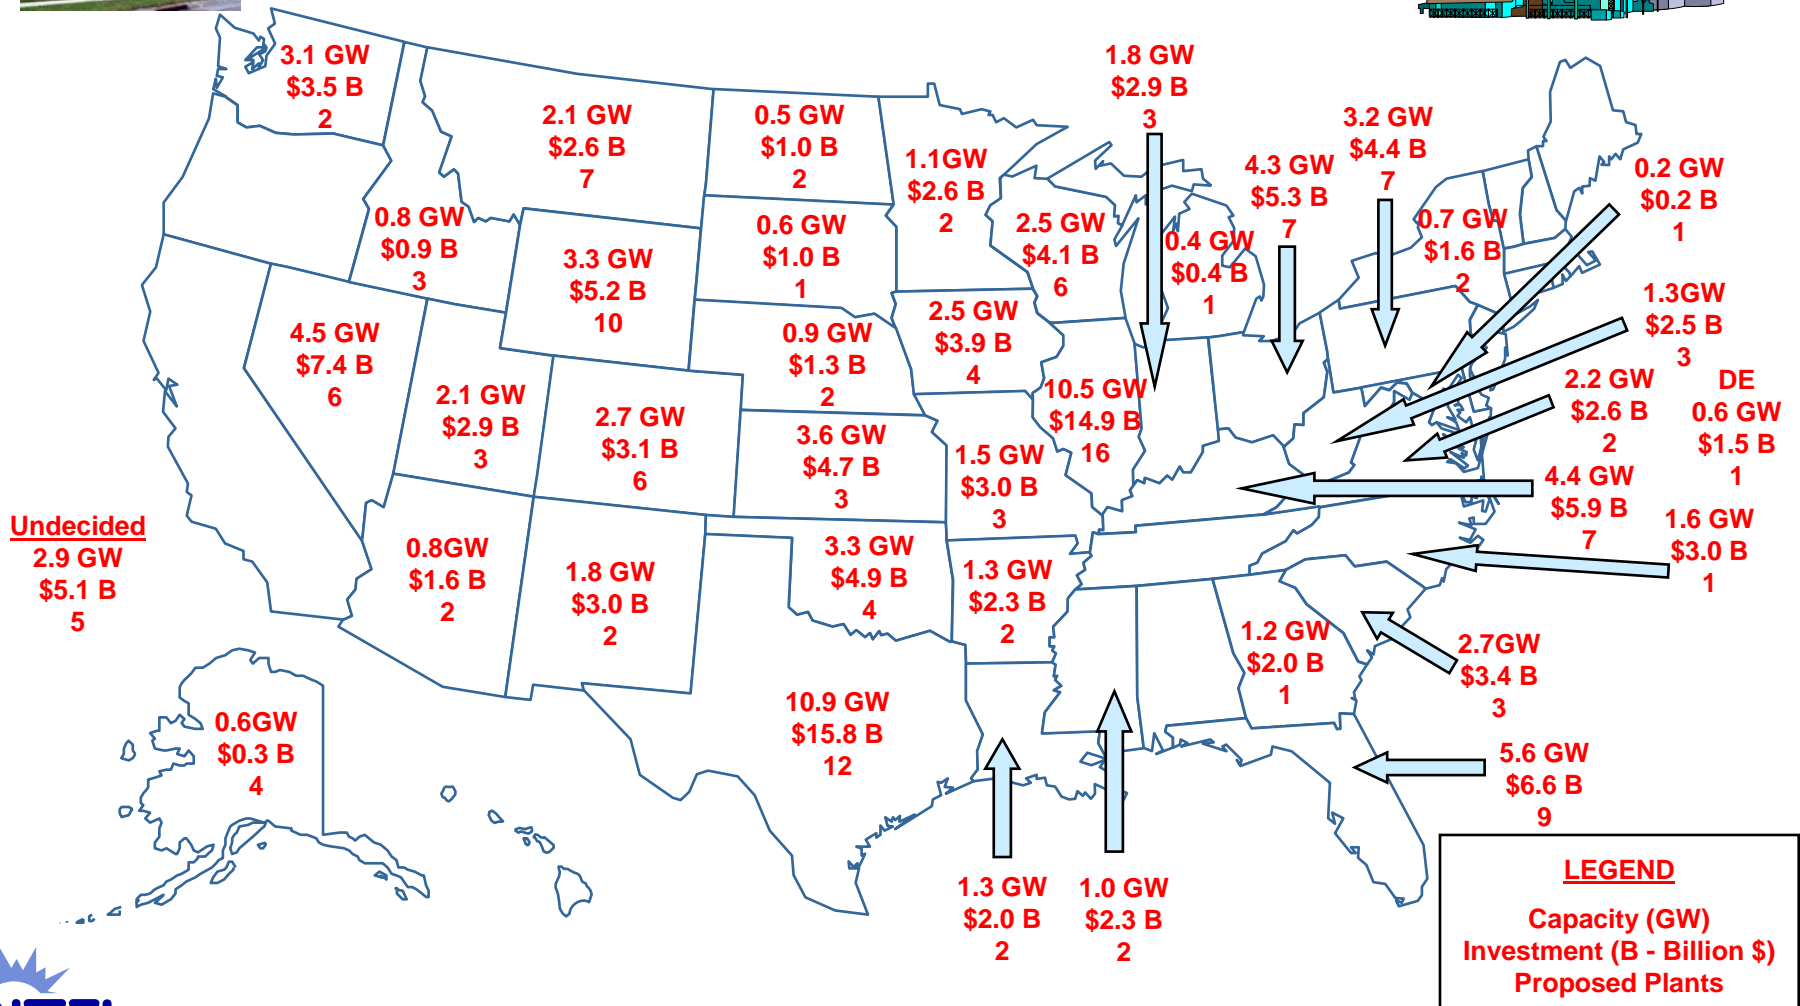 3.1 GW
$3.5 B
2
2.1 GW
$2.6 B
7
0.5 GW
$1.0 B
2
1.1GW
$2.6 B
2
1.8 GW
$2.9 B
3
4.3 GW
$5.3 B
7
3.2 GW
$4.4 B
7
0.2 GW
$0.2 B
1
0.8 GW
$0.9 B
3
3.3 GW
$5.2 B
10
0.6 GW
$1.0 B
1
2.5 GW
$4.1 B
6
0.4 GW
$0.4 B
1
0.7 GW
$1.6 B
2
1.3GW
$2.5 B
3
4.5 GW
$7.4 B
6
2.1 GW
$2.9 B
3
2.7 GW
$3.1 B
6
0.9 GW
$1.3 B
2
2.5 GW
$3.9 B
4
10.5 GW
$14.9 B
16
2.2 GW
$2.6 B
2
DE
0.6 GW
$1.5 B
1
3.6 GW
$4.7 B
3
1.5 GW
$3.0 B
3
4.4 GW
$5.9 B
7
1.6 GW
$3.0 B
1
Undecided
2.9 GW
$5.1 B
5
0.8GW
$1.6 B
2
1.8 GW
$3.0 B
2
3.3 GW
$4.9 B
4
1.3 GW
$2.3 B
2
1.2 GW
$2.0 B
1
2.7GW
$3.4 B
3
0.6GW
$0.3 B
4
10.9 GW
$15.8 B
12
5.6 GW
$6.6 B
9
1.3 GW
$2.0 B
2
1.0 GW
$2.3 B
2
LEGEND
Capacity (GW)
Investment (B - Billion $)
Proposed Plants